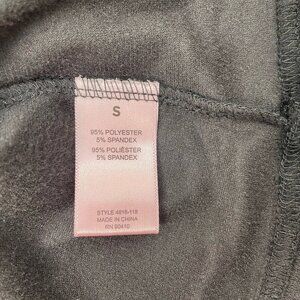 S
95% POLYESTER
5% SPANDEX
95% POLIÉSTER
5% SPANDEX
STYLE 4816-118
MADE IN CHINA
RN 90410